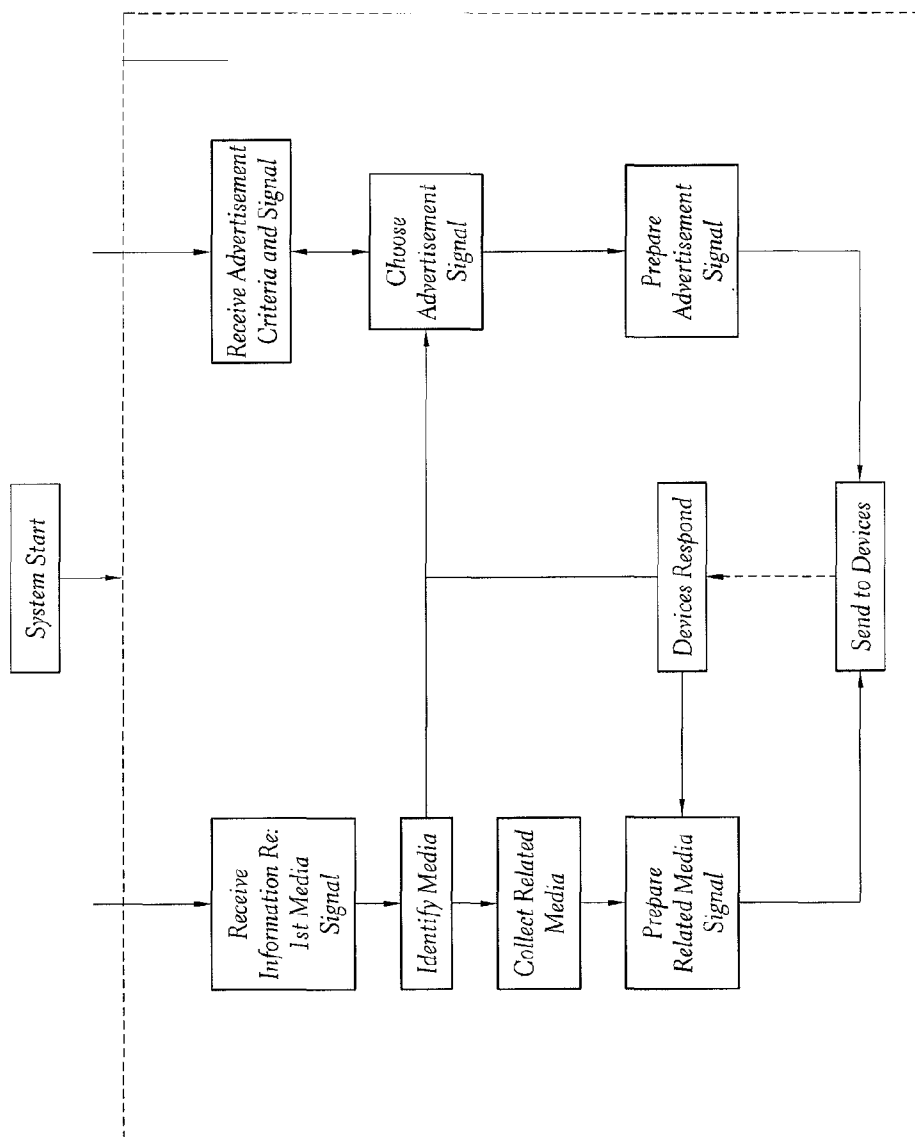 System Start
Receive
Information Re:
1st Media
Signal
Identify Media
Collect Related
Media
Prepare
Related Media
Signal
Receive Advertisement
Criteria and Signal
Choose
Advertisement
Signal
Prepare
Advertisement
Signal
Devices Respond
Send to Devices